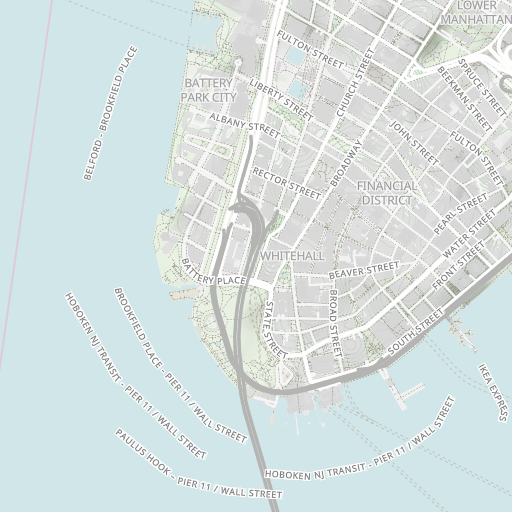 LOWER
MANHATTAN
FULTON STREET
BELFORD - BROOKFIELD PLACE
BATTERY
PARK CITY
LIBERTY STREET
CHURCH STREET
SPRUCE STREET
BEEKMAN STREET
ALBANY STREET
JOHN STREET
FULTON STREET
BROADWAY
RECTOR STREET
FINANCIAL
DISTRICT
PEARL STREET
WATER STREET
FRONT STREET
WHITEHALL
BATTERY PLACE
BEAVER STREET
BROAD STREET
STATE STREET
SOUTH STREET
BROOKFIELD PLACE - PIER 11 / WALL STREET
HOBOKEN NJ TRANSIT - PIER 11 / WALL STREET
IKEA EXPRESS
PAULUS HOOK - PIER 11 / WALL STREET
HOBOKEN NJ TRANSIT - PIER 11 / WALL STREET